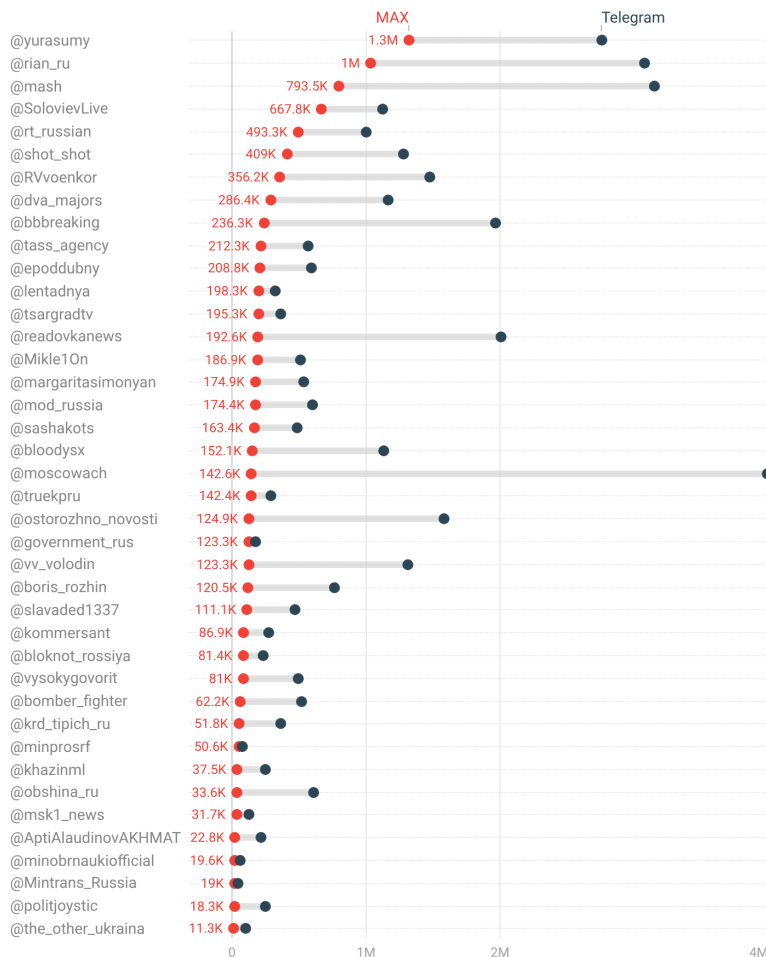 MAX Telegram
@yurasumy 1.3M
@rian_ru 1M
@mash 793.5K
@SolovievLive 667.8K
@rt_russian 493.3K
@shot_shot 409K
@RVvoenkor 356.2K
@dva_majors 286.4K
@bbbreaking 236.3K
@tass_agency 212.3K
@epoddubny 208.8K
@lentadnya 198.3K
@tsargradtv 195.3K
@readovkanews 192.6K
@Mikle1On 186.9K
@margaritasimonyan 174.9K
@mod_russia 174.4K
@sashakots 163.4K
@bloodysx 152.1K
@moscowach 142.6K
@truekpru 142.4K
@ostorozhno_novosti 124.9K
@government_rus 123.3K
@vv_volodin 123.3K
@boris_rozhin 120.5K
@slavaded1337 111.1K
@kommersant 86.9K
@bloknot_rossiya 81.4K
@vysokygovorit 81K
@bomber_fighter 62.2K
@krd_tipich_ru 51.8K
@minprosrf 50.6K
@khazinml 37.5K
@obshina_ru 33.6K
@msk1_news 31.7K
@AptiAlaudinovAKHMAT 22.8K
@minobrnaukiofficial 19.6K
@Mintrans_Russia 19K
@politjoystic 18.3K
@the_other_ukraina 11.3K
0 1M 2M 4M